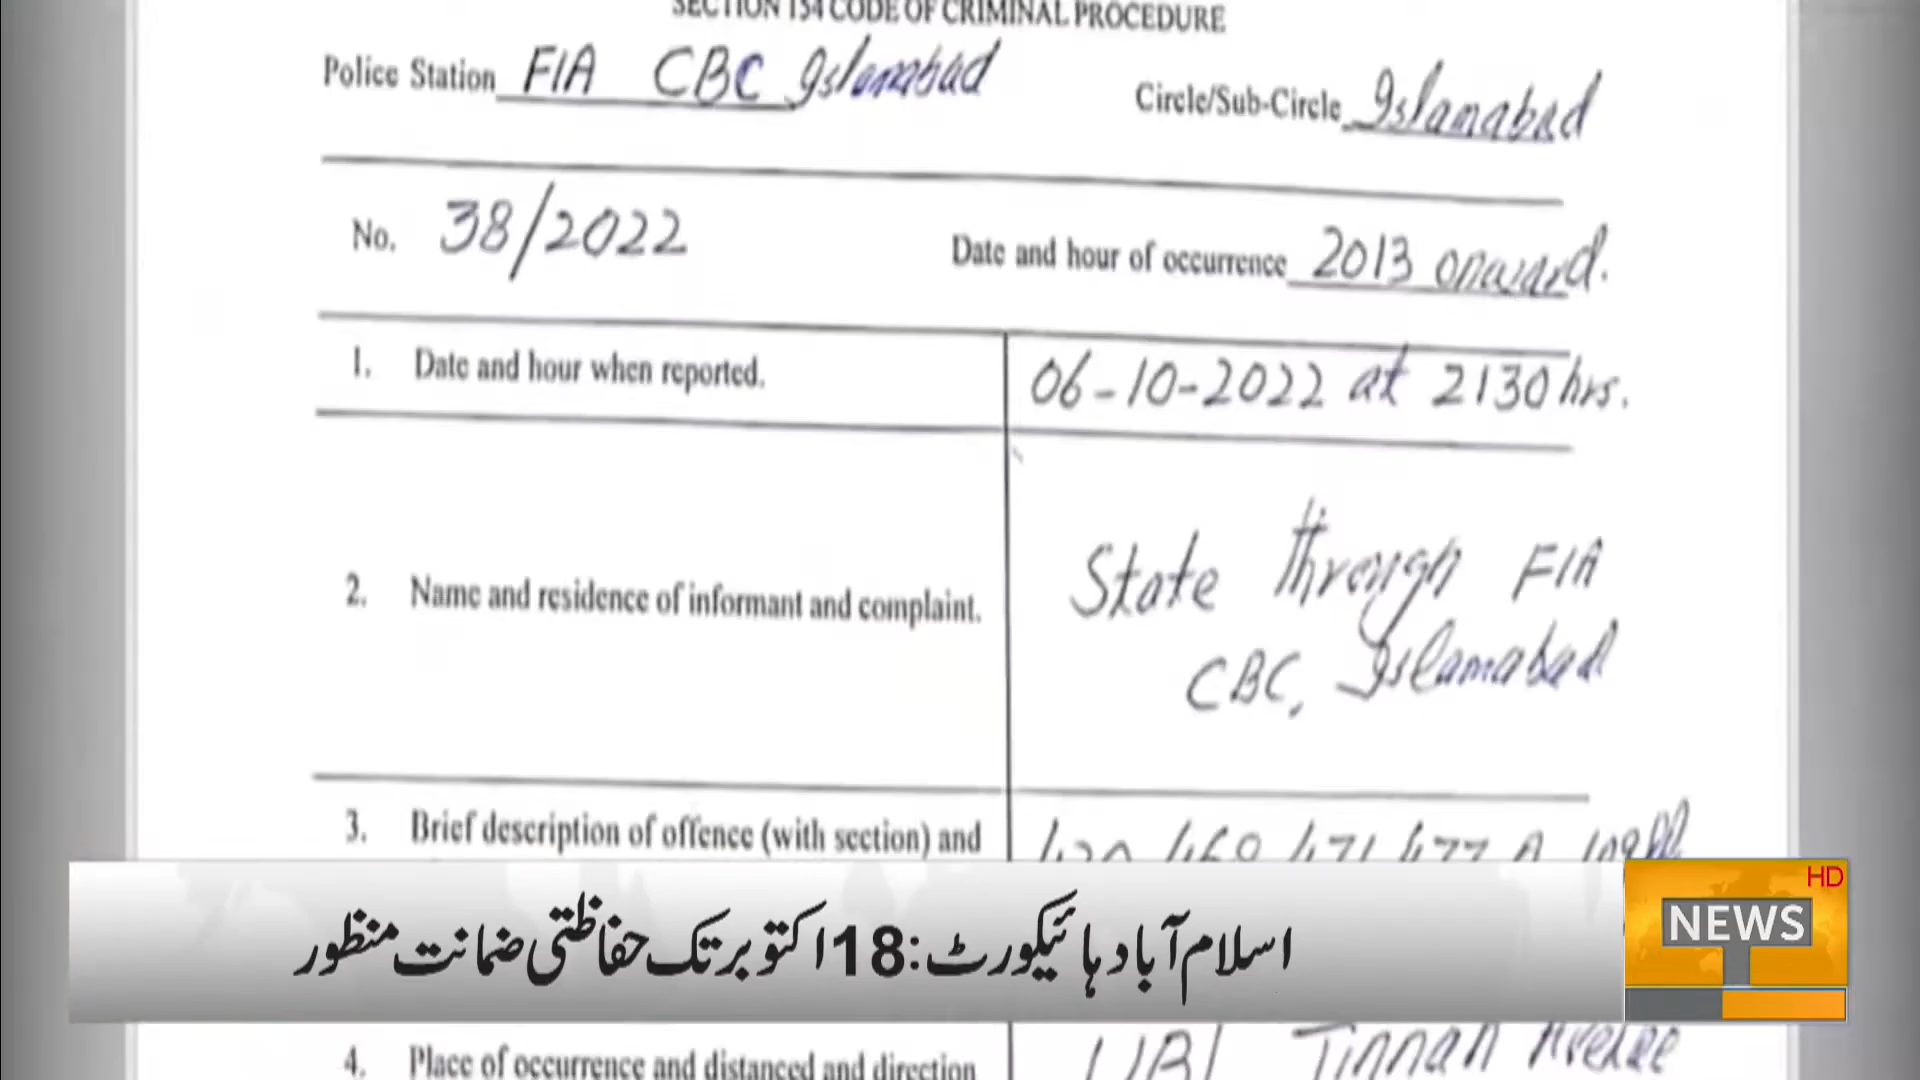 SECTION 154 CODE OF CRIMINAL PROCEDURE
Police Station FIA CBC Islamabad
Circle/Sub-Circle Islamabad
No. 38/2022
Date and hour of occurrence 2013 onward.
1. Date and hour when reported.
06-10-2022 at 2130 hrs.
2. Name and residence of informant and complaint.
State through FIA
CBC, Islamabad
3. Brief description of offence (with section) and
اسلام آباد ہائیکورٹ: 18 اکتوبر تک حفاظتی ضمانت منظور
HD
NEWS
4. Place of occurrence and distanced and direction
UBL Jinnah Avenue